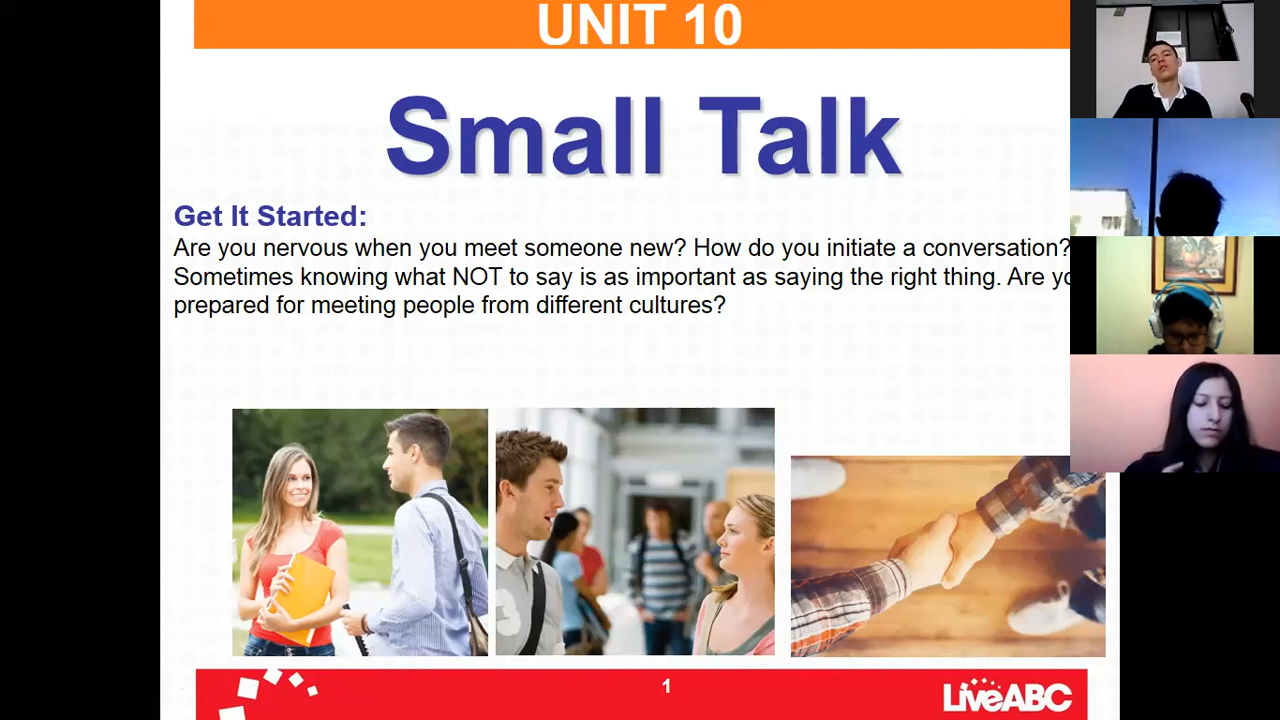 UNIT 10
Small Talk
Get It Started:
Are you nervous when you meet someone new? How do you initiate a conversation?
Sometimes knowing what NOT to say is as important as saying the right thing. Are yo
prepared for meeting people from different cultures?
1
LiveABC